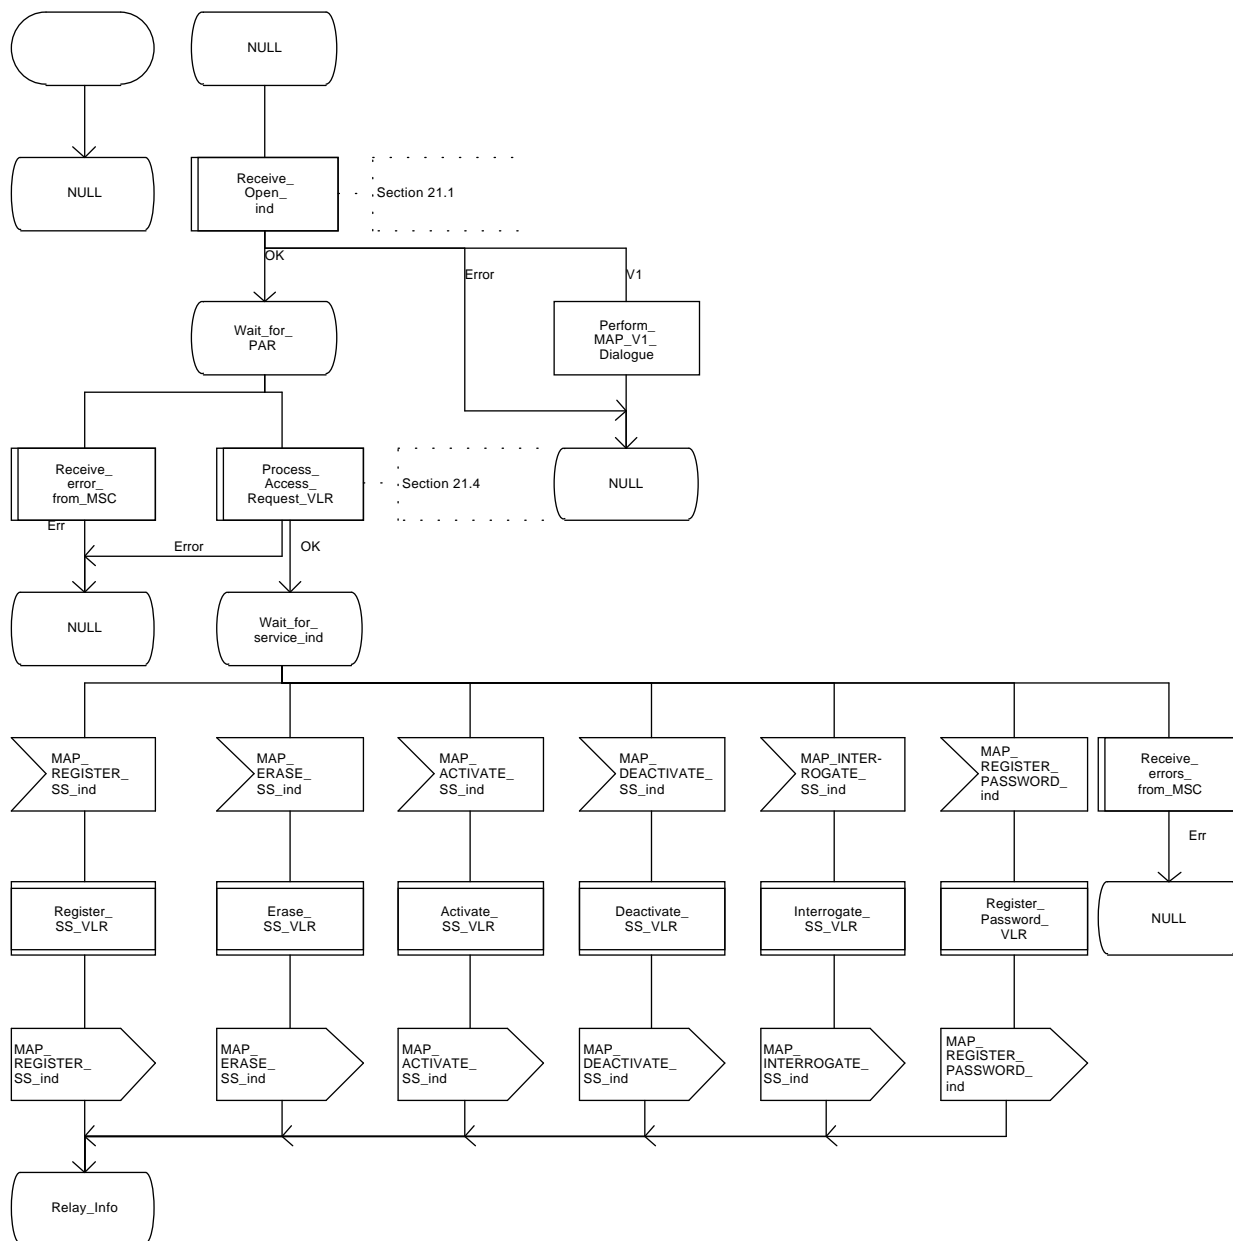 NULL
NULL
Receive_
Open_
ind
Section 21.1
OK
Error
V1
Wait_for_
PAR
Perform_
MAP_V1_
Dialogue
Receive_
error_
from_MSC
Process_
Access_
Request_VLR
Section 21.4
NULL
Err
Error
OK
NULL
Wait_for_
service_ind
MAP_
REGISTER_
SS_ind
MAP_
ERASE_
SS_ind
MAP_
ACTIVATE_
SS_ind
MAP_
DEACTIVATE_
SS_ind
MAP_INTER-
ROGATE_
SS_ind
MAP_
REGISTER_
PASSWORD_
ind
Receive_
errors_
from_MSC
Err
Register_
SS_VLR
Erase_
SS_VLR
Activate_
SS_VLR
Deactivate_
SS_VLR
Interrogate_
SS_VLR
Register_
Password_
VLR
NULL
MAP_
REGISTER_
SS_ind
MAP_
ERASE_
SS_ind
MAP_
ACTIVATE_
SS_ind
MAP_
DEACTIVATE_
SS_ind
MAP_
INTERROGATE_
SS_ind
MAP_
REGISTER_
PASSWORD_
ind
Relay_Info